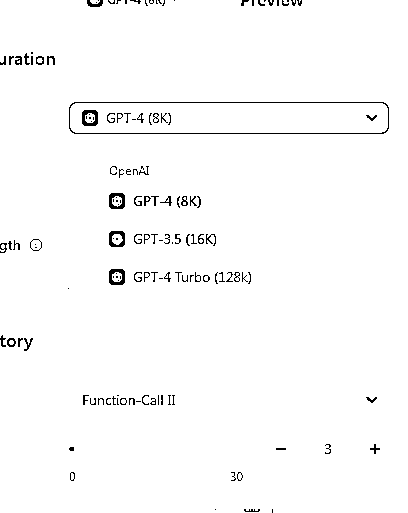 GPT-4 (8K)
Preview
uration
GPT-4 (8K)
OpenAI
GPT-4 (8K)
gth
GPT-3.5 (16K)
GPT-4 Turbo (128k)
tory
Function-Call II
− 3 +
0 30